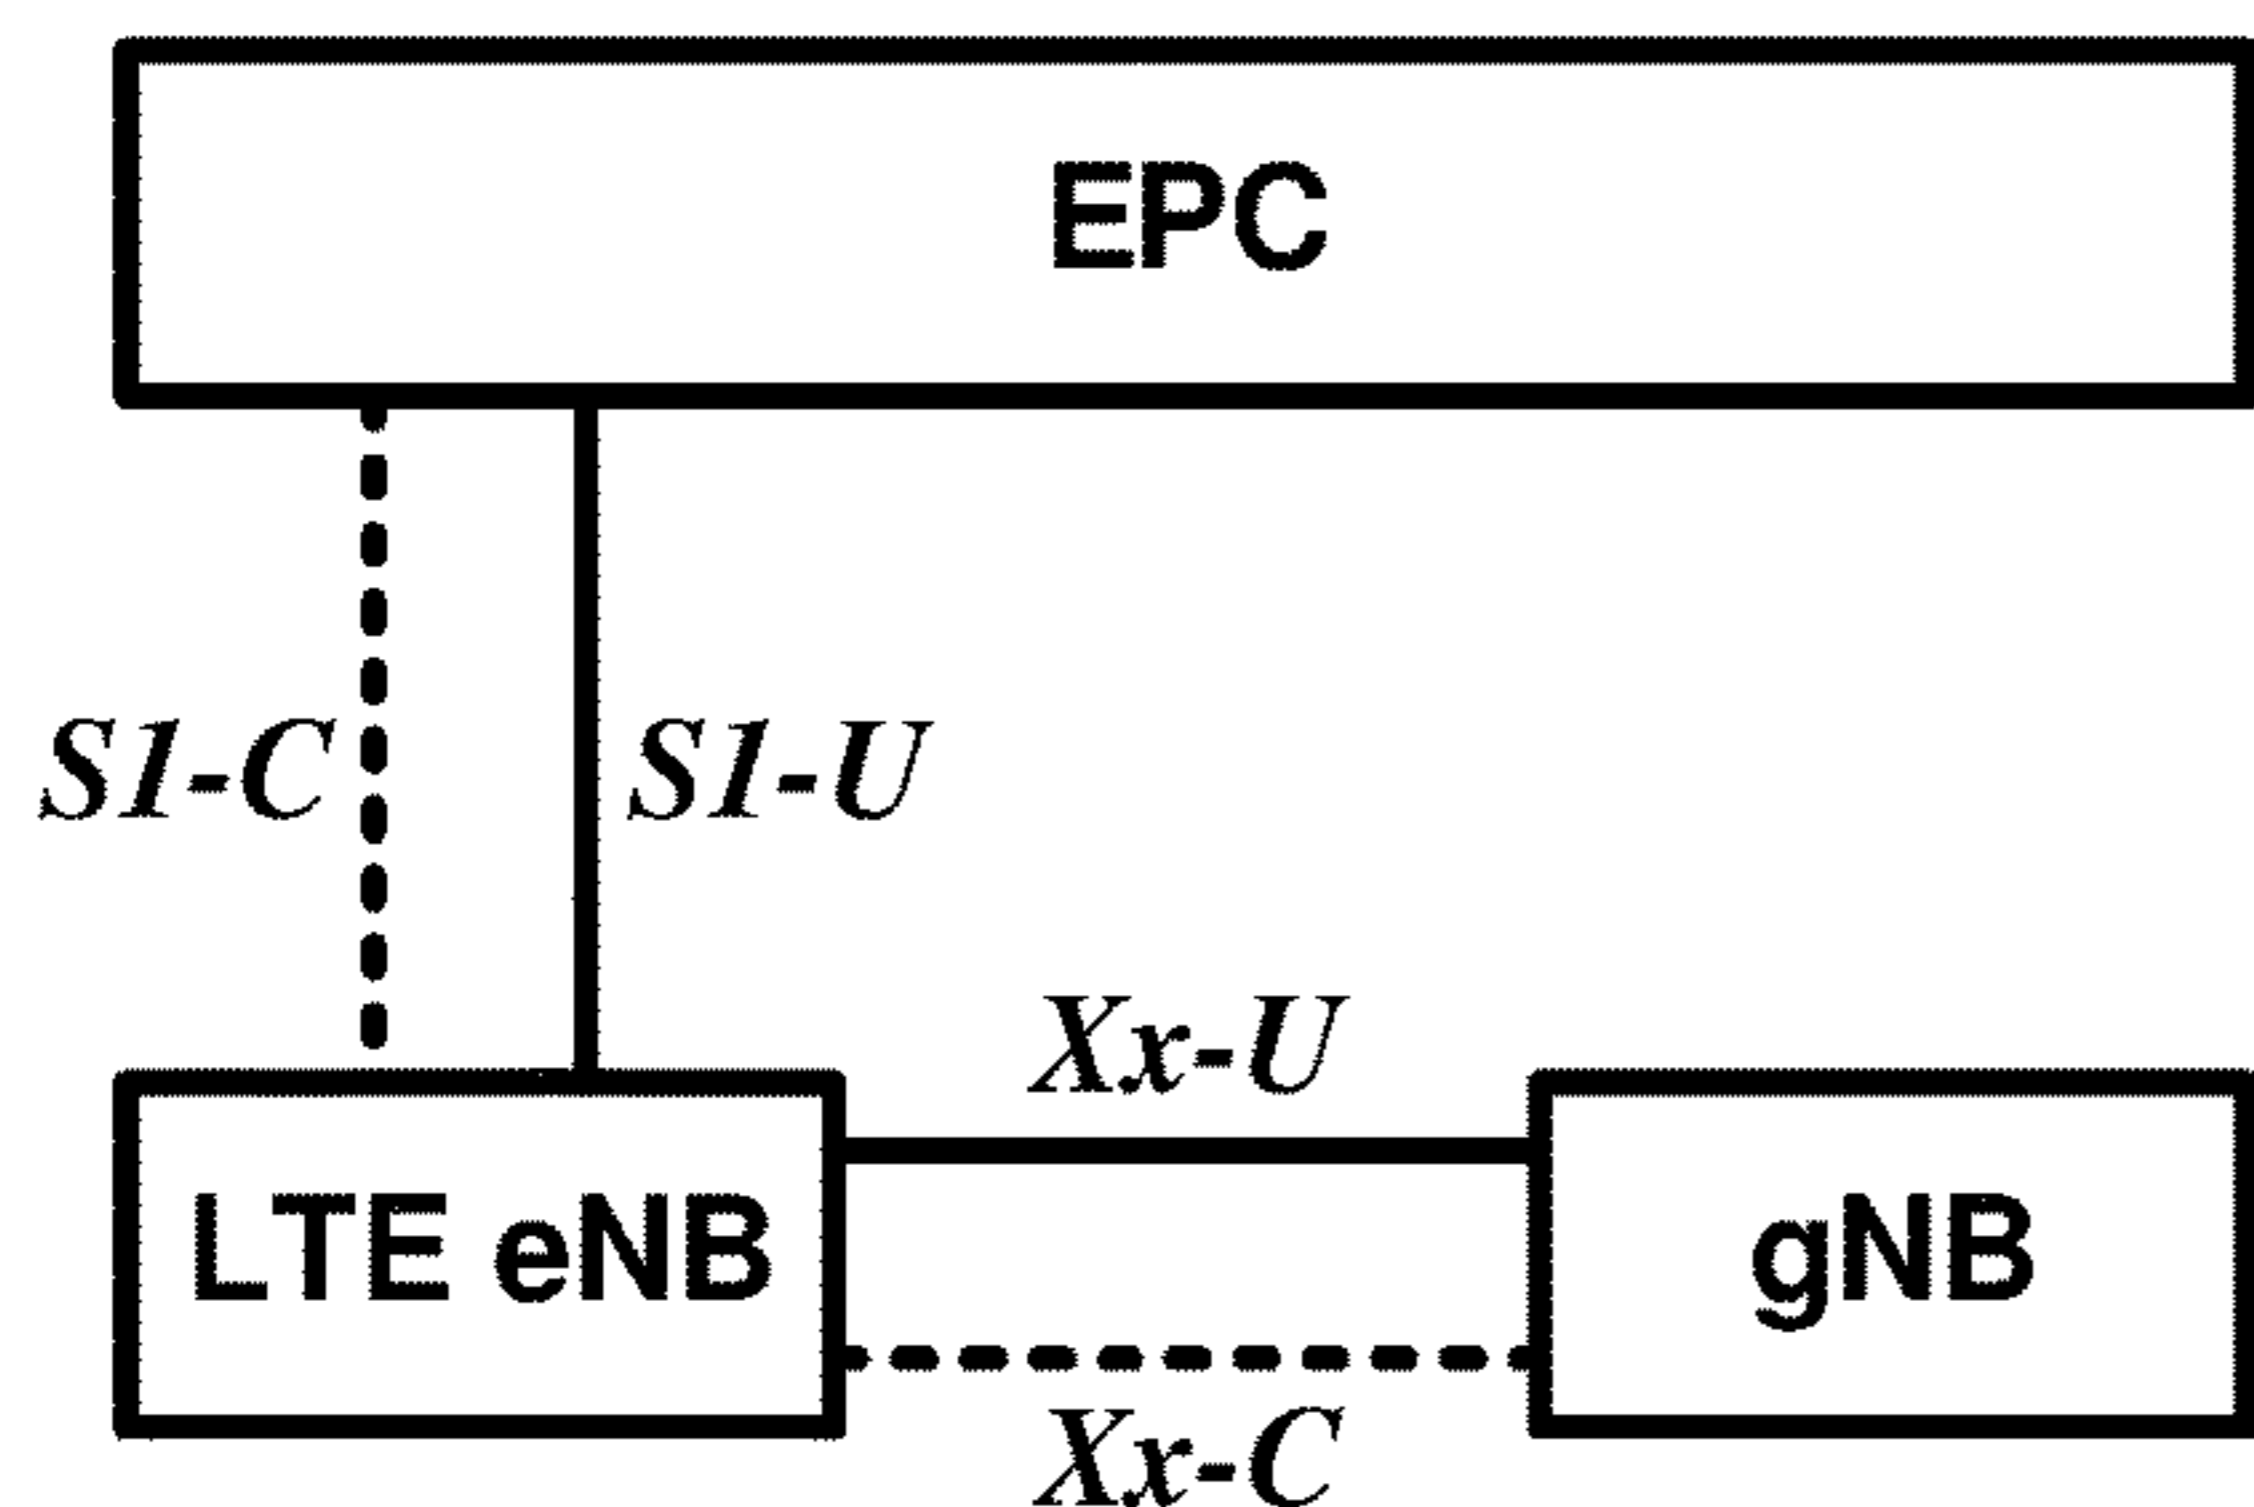 EPC
S1-C
S1-U
Xx-U
LTE eNB
gNB
Xx-C